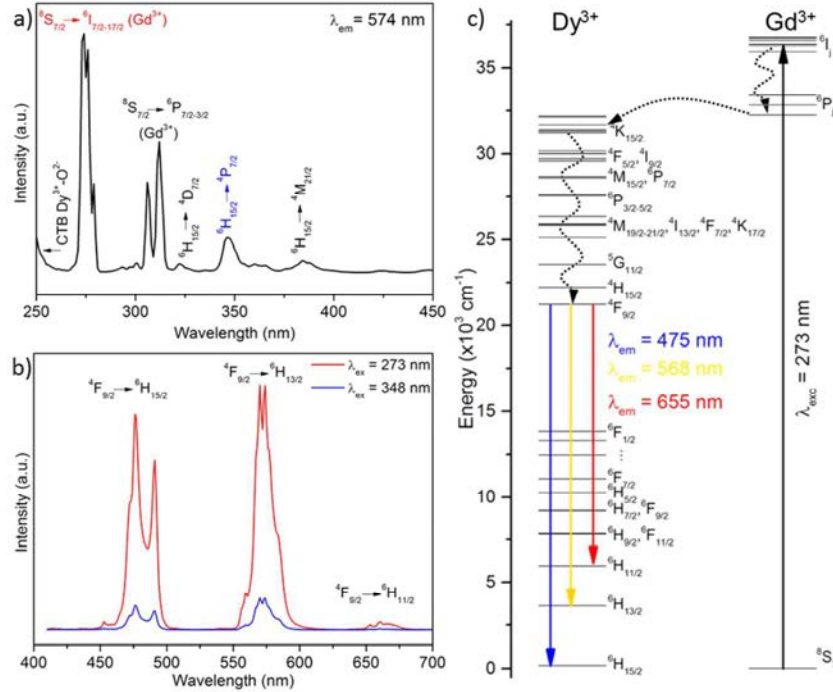 a)
⁸S₇/₂ → ⁶I₇/₂₋₁₇/₂ (Gd³⁺)
λem = 574 nm
⁸S₇/₂ → ⁶P₇/₂₋₃/₂
(Gd³⁺)
CTB Dy³⁺-O²⁻
⁶H₁₅/₂ → ⁴D₇/₂
⁶H₁₅/₂ → ⁴P₇/₂
⁶H₁₅/₂ → ⁴M₂₁/₂
Intensity (a.u.)
250 300 350 400 450
Wavelength (nm)
b)
λex = 273 nm
λex = 348 nm
⁴F₉/₂ → ⁶H₁₅/₂
⁴F₉/₂ → ⁶H₁₃/₂
⁴F₉/₂ → ⁶H₁₁/₂
Intensity (a.u.)
400 450 500 550 600 650 700
Wavelength (nm)
c)
Dy³⁺
Gd³⁺
Energy (x10³ cm⁻¹)
35
30
25
20
15
10
5
0
⁶Ij
⁶Pj
⁴K₁₅/₂
⁴F₅/₂,⁴I₉/₂
⁴M₁₅/₂,⁶P₇/₂
⁶P₃/₂₋₅/₂
⁴M₁₉/₂₋₂₁/₂,⁴I₁₃/₂,⁴F₇/₂,⁴K₁₇/₂
⁵G₁₁/₂
⁴H₁₅/₂
⁴F₉/₂
λem = 475 nm
λem = 568 nm
λem = 655 nm
λexc = 273 nm
⁶F₁/₂
⋮
⁶F₇/₂
⁶H₅/₂
⁶H₇/₂,⁶F₉/₂
⁶H₉/₂,⁶F₁₁/₂
⁶H₁₁/₂
⁶H₁₃/₂
⁶H₁₅/₂
⁸S